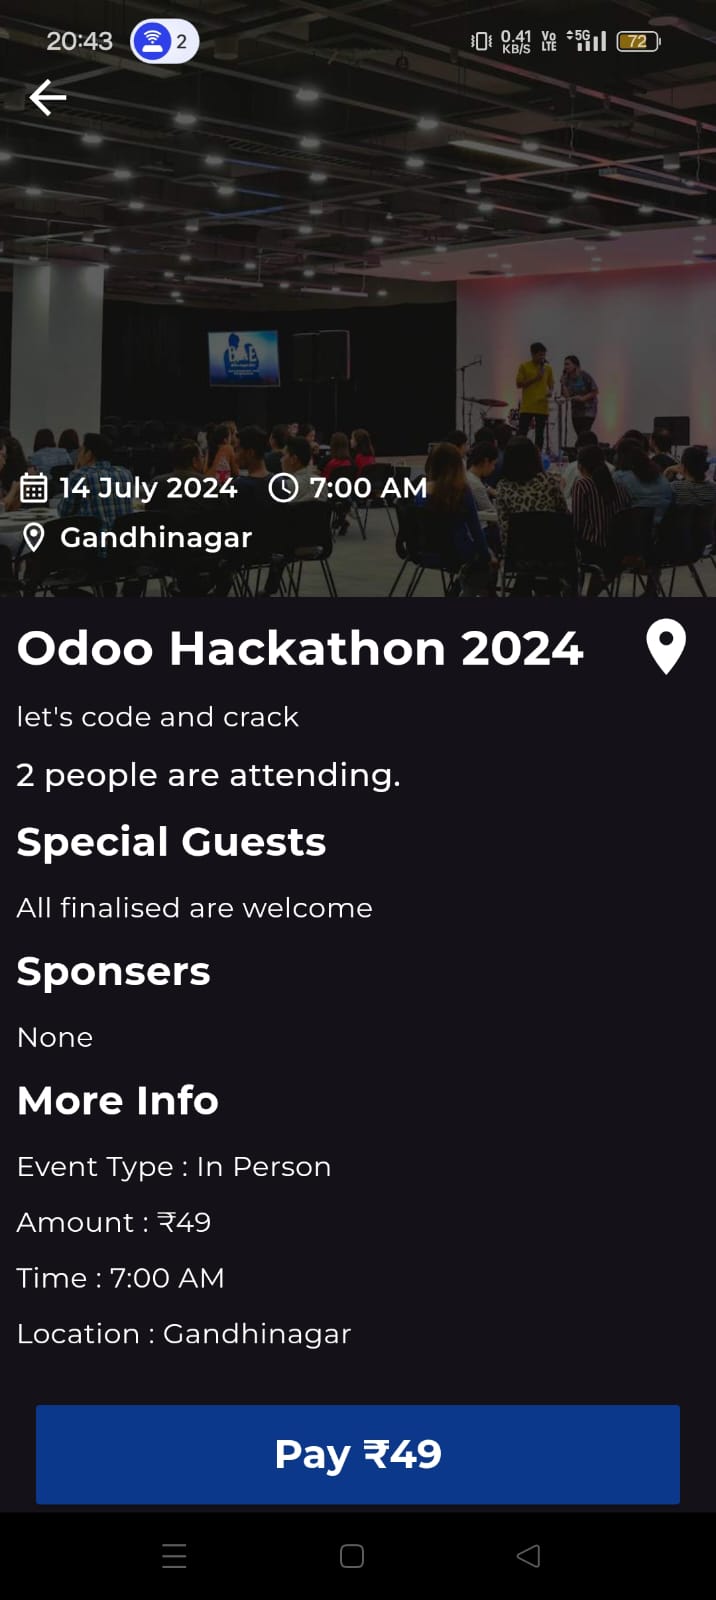 20:43 2 0.41 KB/S Vo LTE 5G 72
14 July 2024 7:00 AM
Gandhinagar
Odoo Hackathon 2024
let's code and crack
2 people are attending.
Special Guests
All finalised are welcome
Sponsers
None
More Info
Event Type : In Person
Amount : ₹49
Time : 7:00 AM
Location : Gandhinagar
Pay ₹49